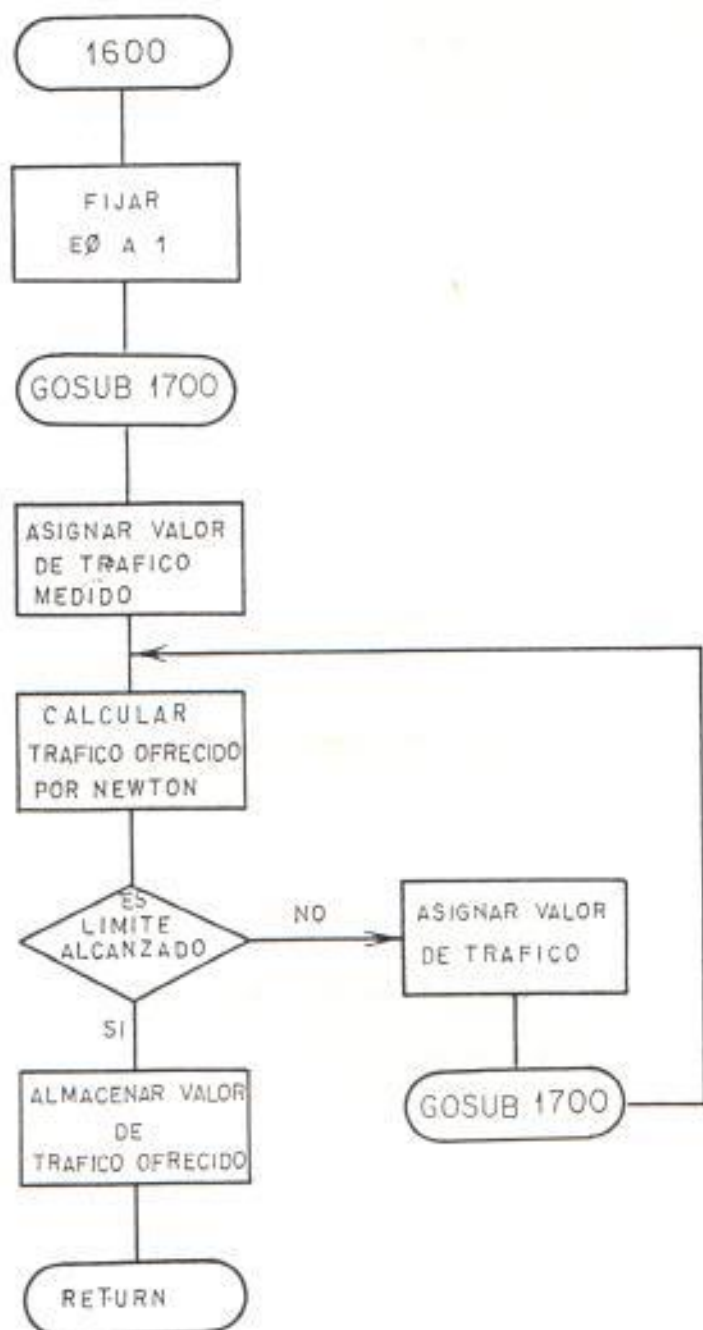 1600
FIJAR
EØ A 1
GOSUB 1700
ASIGNAR VALOR
DE TRAFICO
MEDIDO
CALCULAR
TRAFICO OFRECIDO
POR NEWTON
ES
LIMITE
ALCANZADO
NO
ASIGNAR VALOR
DE TRAFICO
GOSUB 1700
SI
ALMACENAR VALOR
DE
TRAFICO OFRECIDO
RETURN